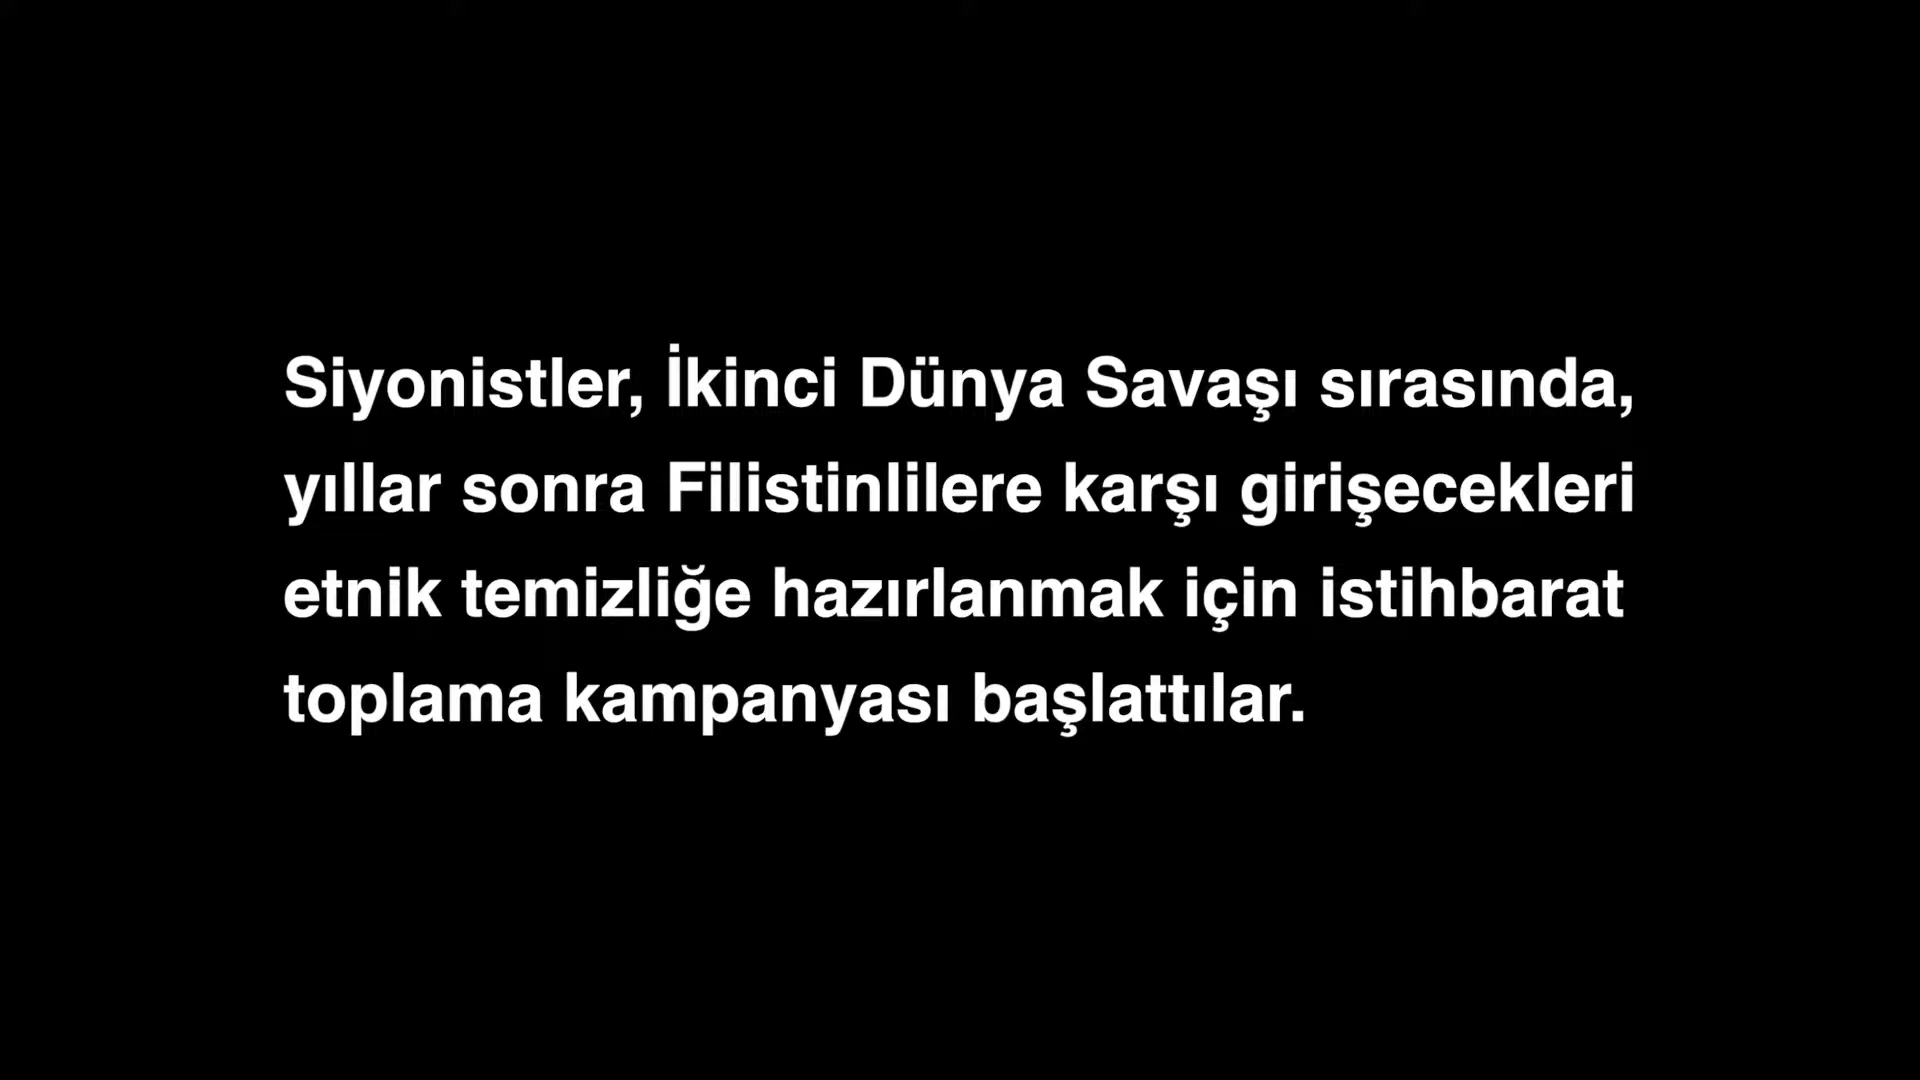 Siyonistler, İkinci Dünya Savaşı sırasında,
yıllar sonra Filistinlilere karşı girişecekleri
etnik temizliğe hazırlanmak için istihbarat
toplama kampanyası başlattılar.